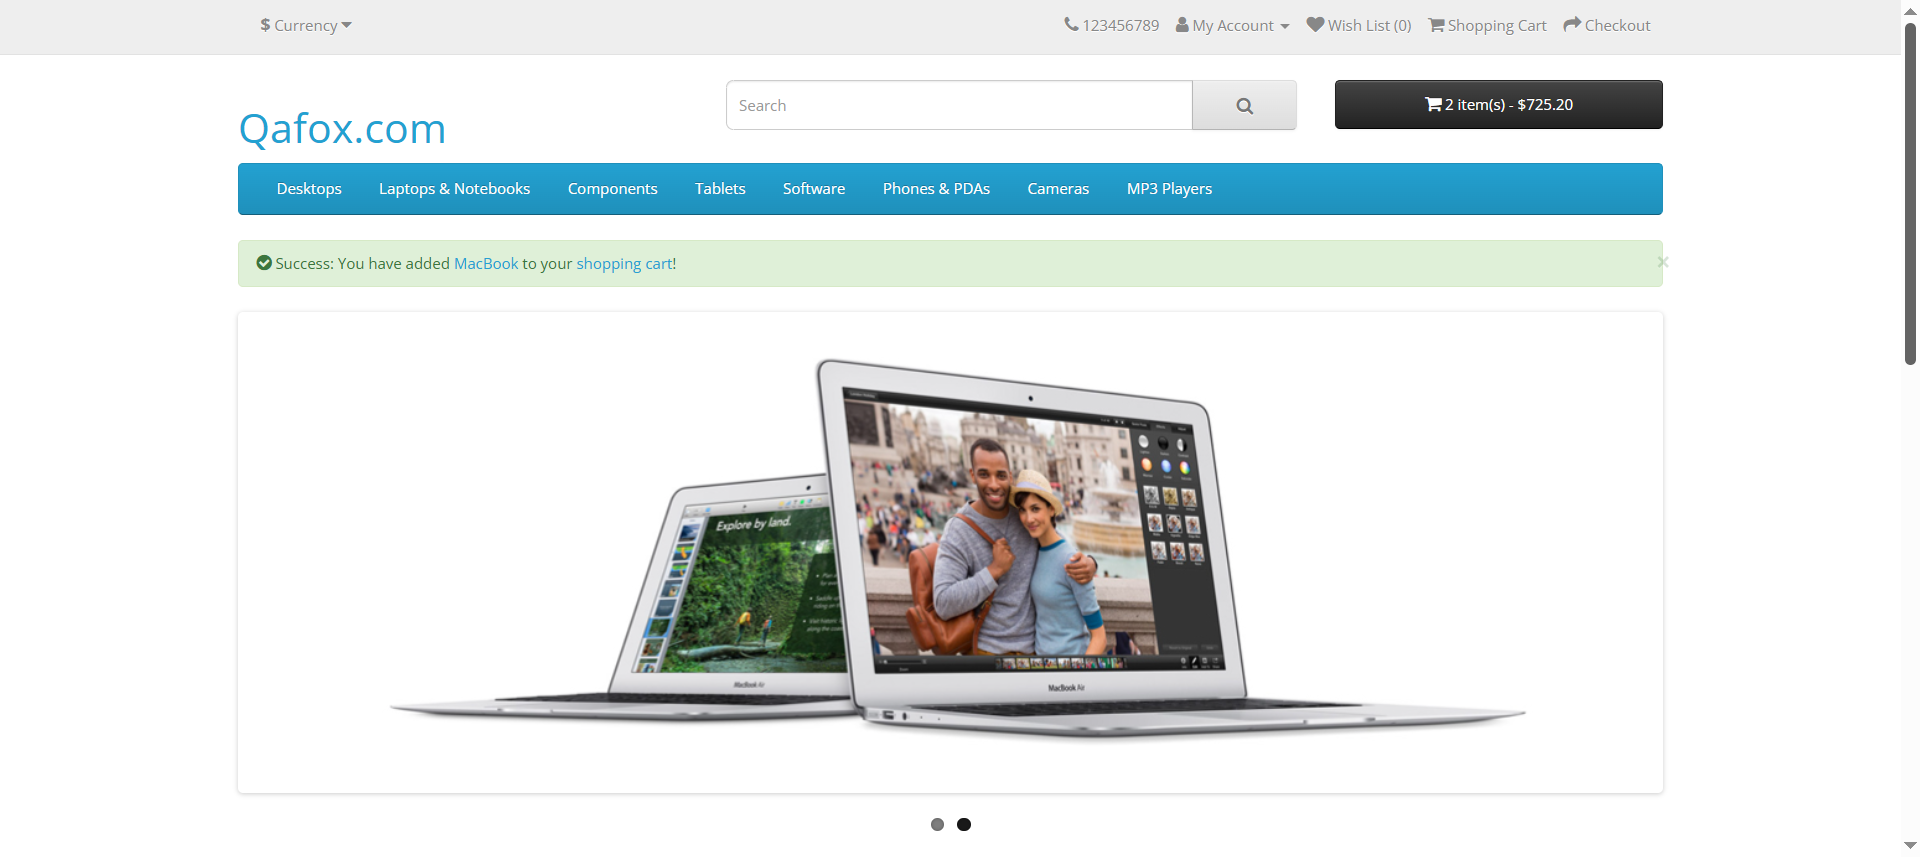 $ Currency
123456789 My Account Wish List (0) Shopping Cart Checkout
Qafox.com
Search
2 item(s) - $725.20
Desktops Laptops & Notebooks Components Tablets Software Phones & PDAs Cameras MP3 Players
Success: You have added MacBook to your shopping cart!
×
Explore by land.
MacBook Air
MacBook Air